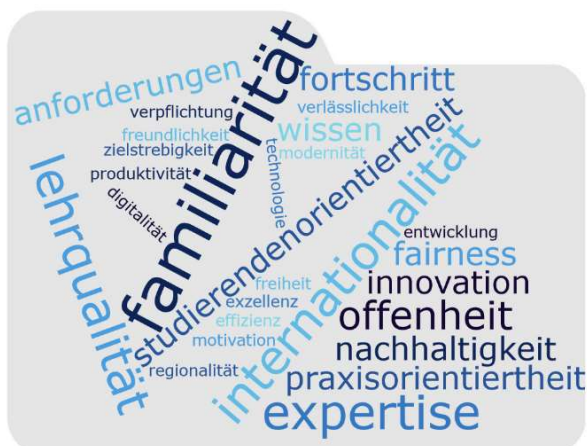 anforderungen
familiarität
fortschritt
verpflichtung
verlässlichkeit
freundlichkeit
wissen
zielstrebigkeit
modernität
produktivität
technologie
digitalität
lehrqualität
studierendenorientiertheit
internationalität
entwicklung
fairness
freiheit
innovation
exzellenz
offenheit
effizienz
motivation
nachhaltigkeit
regionalität
praxisorientiertheit
expertise